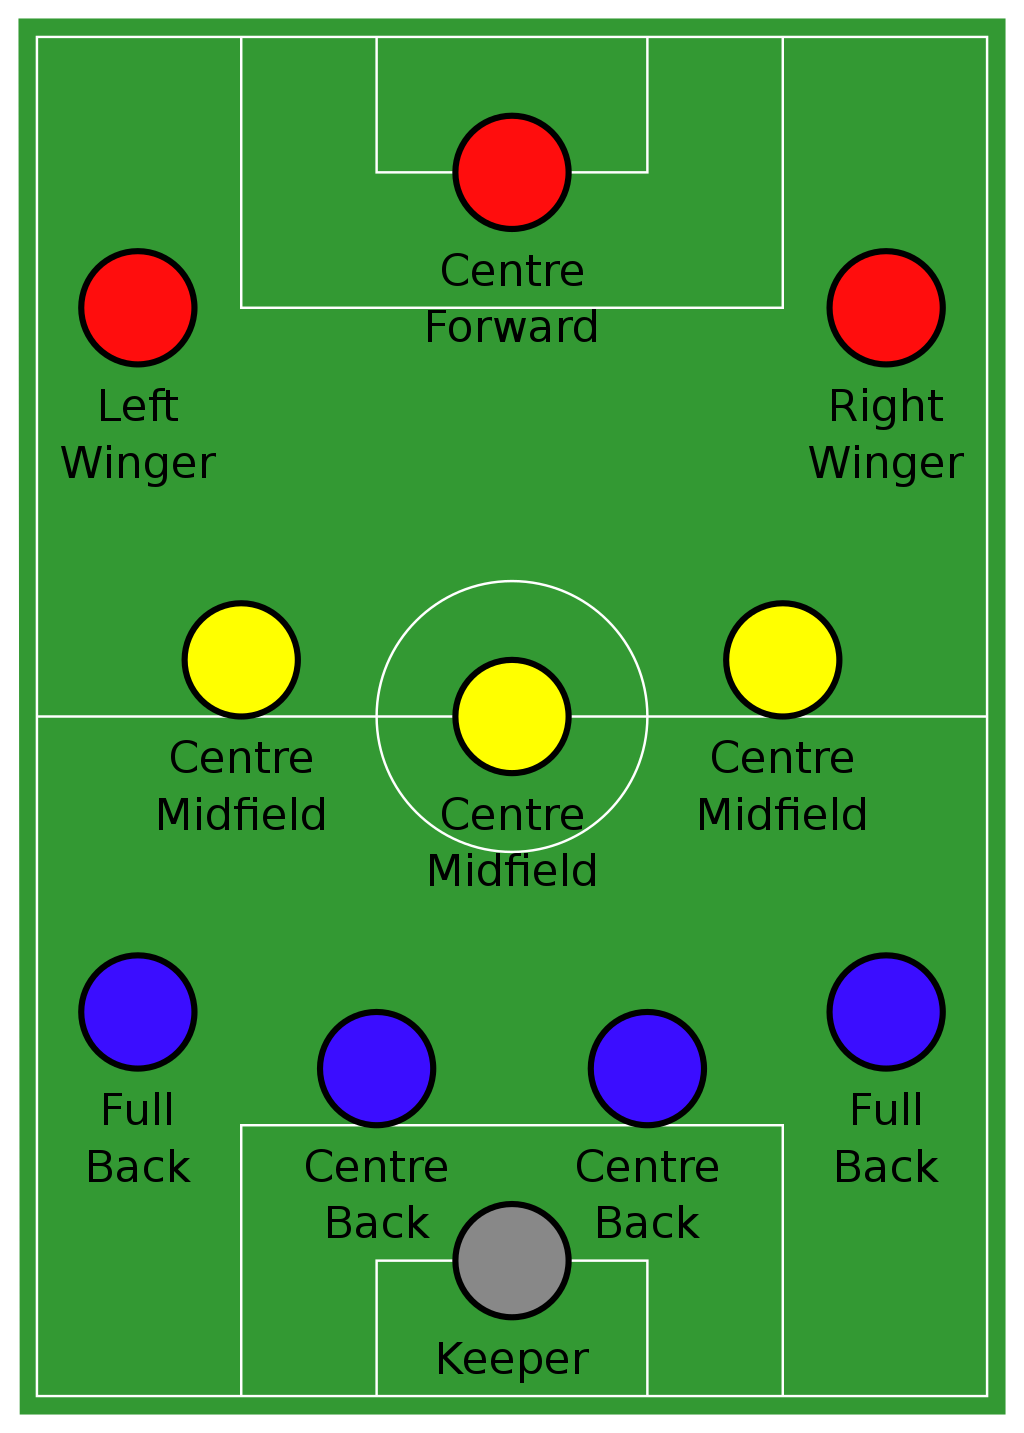 Centre
Forward
Left
Winger
Right
Winger
Centre
Midfield
Centre
Midfield
Centre
Midfield
Full
Back
Centre
Back
Centre
Back
Full
Back
Keeper